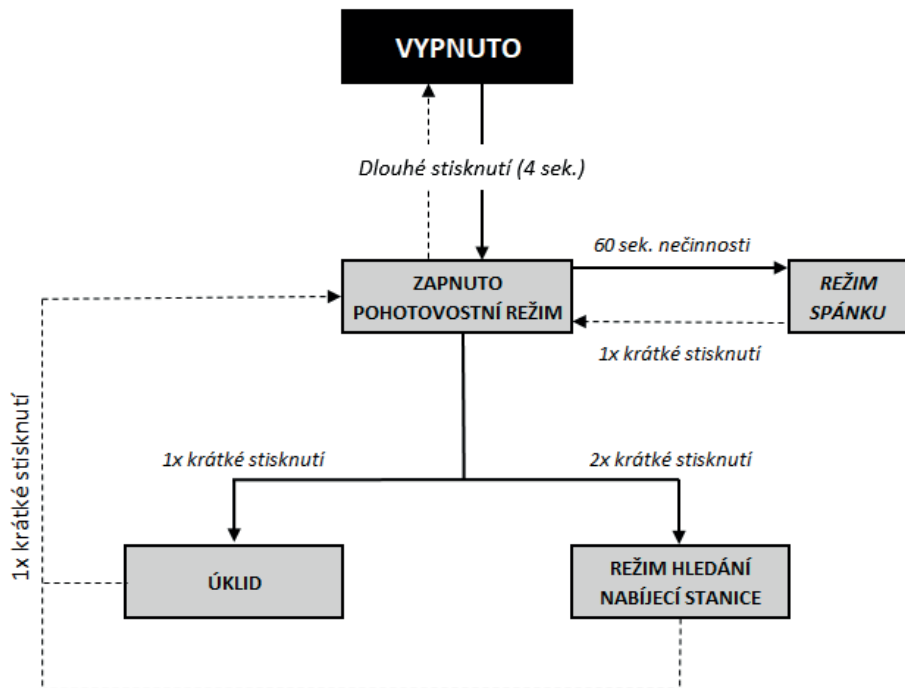 VYPNUTO
Dlouhé stisknutí (4 sek.)
60 sek. nečinnosti
ZAPNUTO
POHOTOVOSTNÍ REŽIM
REŽIM
SPÁNKU
1x krátké stisknutí
1x krátké stisknutí
1x krátké stisknutí
2x krátké stisknutí
ÚKLID
REŽIM HLEDÁNÍ
NABÍJECÍ STANICE